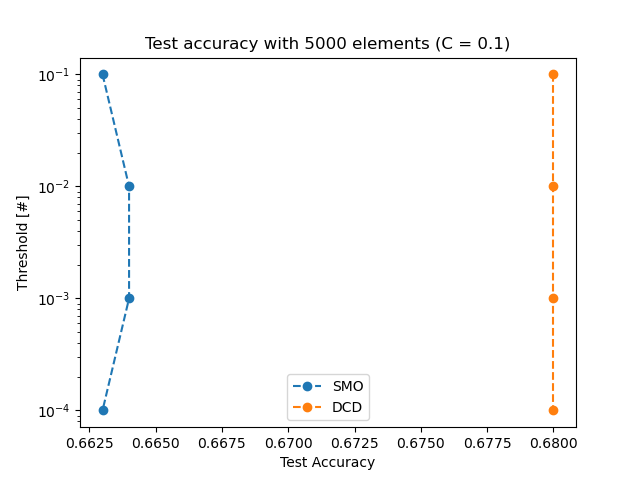 Test accuracy with 5000 elements (C = 0.1)
Threshold [#]
10⁻¹
10⁻²
10⁻³
10⁻⁴
SMO
DCD
0.6625 0.6650 0.6675 0.6700 0.6725 0.6750 0.6775 0.6800
Test Accuracy